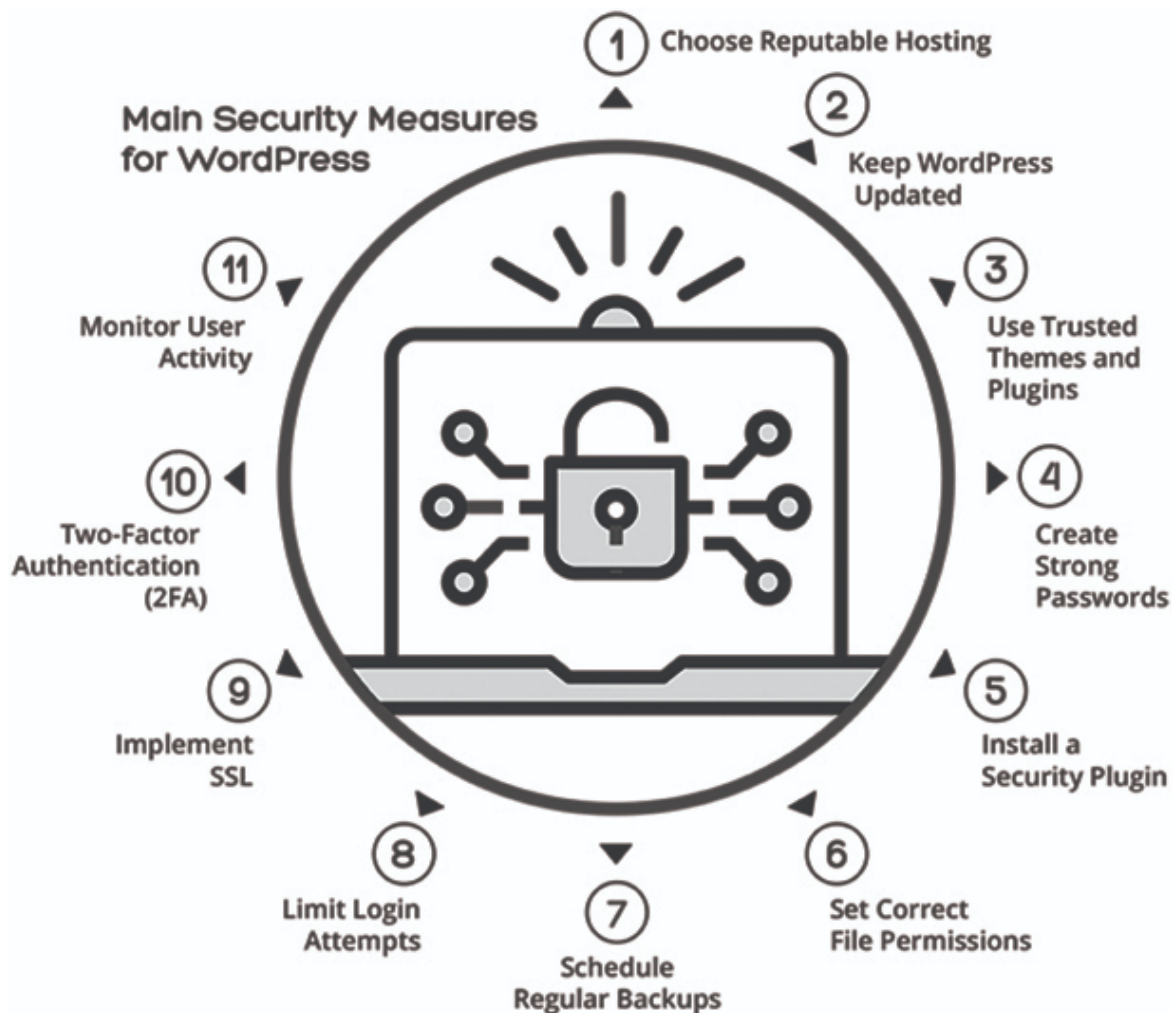 Main Security Measures
for WordPress
1
Choose Reputable Hosting
2
Keep WordPress
Updated
3
Use Trusted
Themes and
Plugins
4
Create
Strong
Passwords
5
Install a
Security Plugin
6
Set Correct
File Permissions
7
Schedule
Regular Backups
8
Limit Login
Attempts
9
Implement
SSL
10
Two-Factor
Authentication
(2FA)
11
Monitor User
Activity